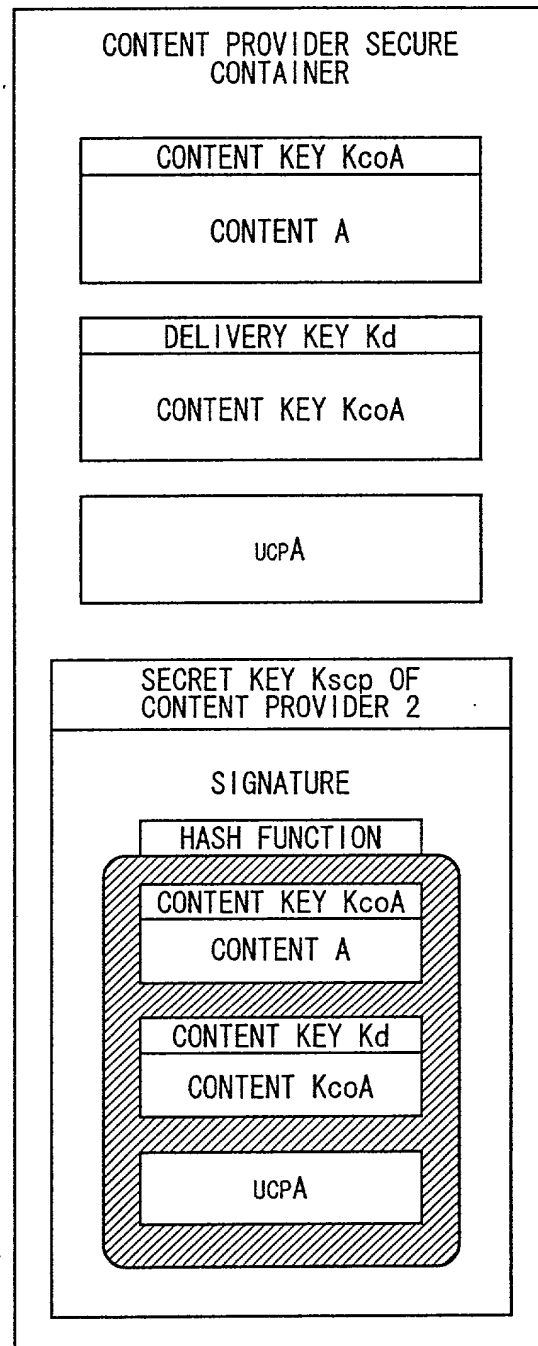 CONTENT PROVIDER SECURE
CONTAINER
CONTENT KEY KcoA
CONTENT A
DELIVERY KEY Kd
CONTENT KEY KcoA
UCPA
SECRET KEY Kscp OF
CONTENT PROVIDER 2
SIGNATURE
HASH FUNCTION
CONTENT KEY KcoA
CONTENT A
CONTENT KEY Kd
CONTENT KcoA
UCPA